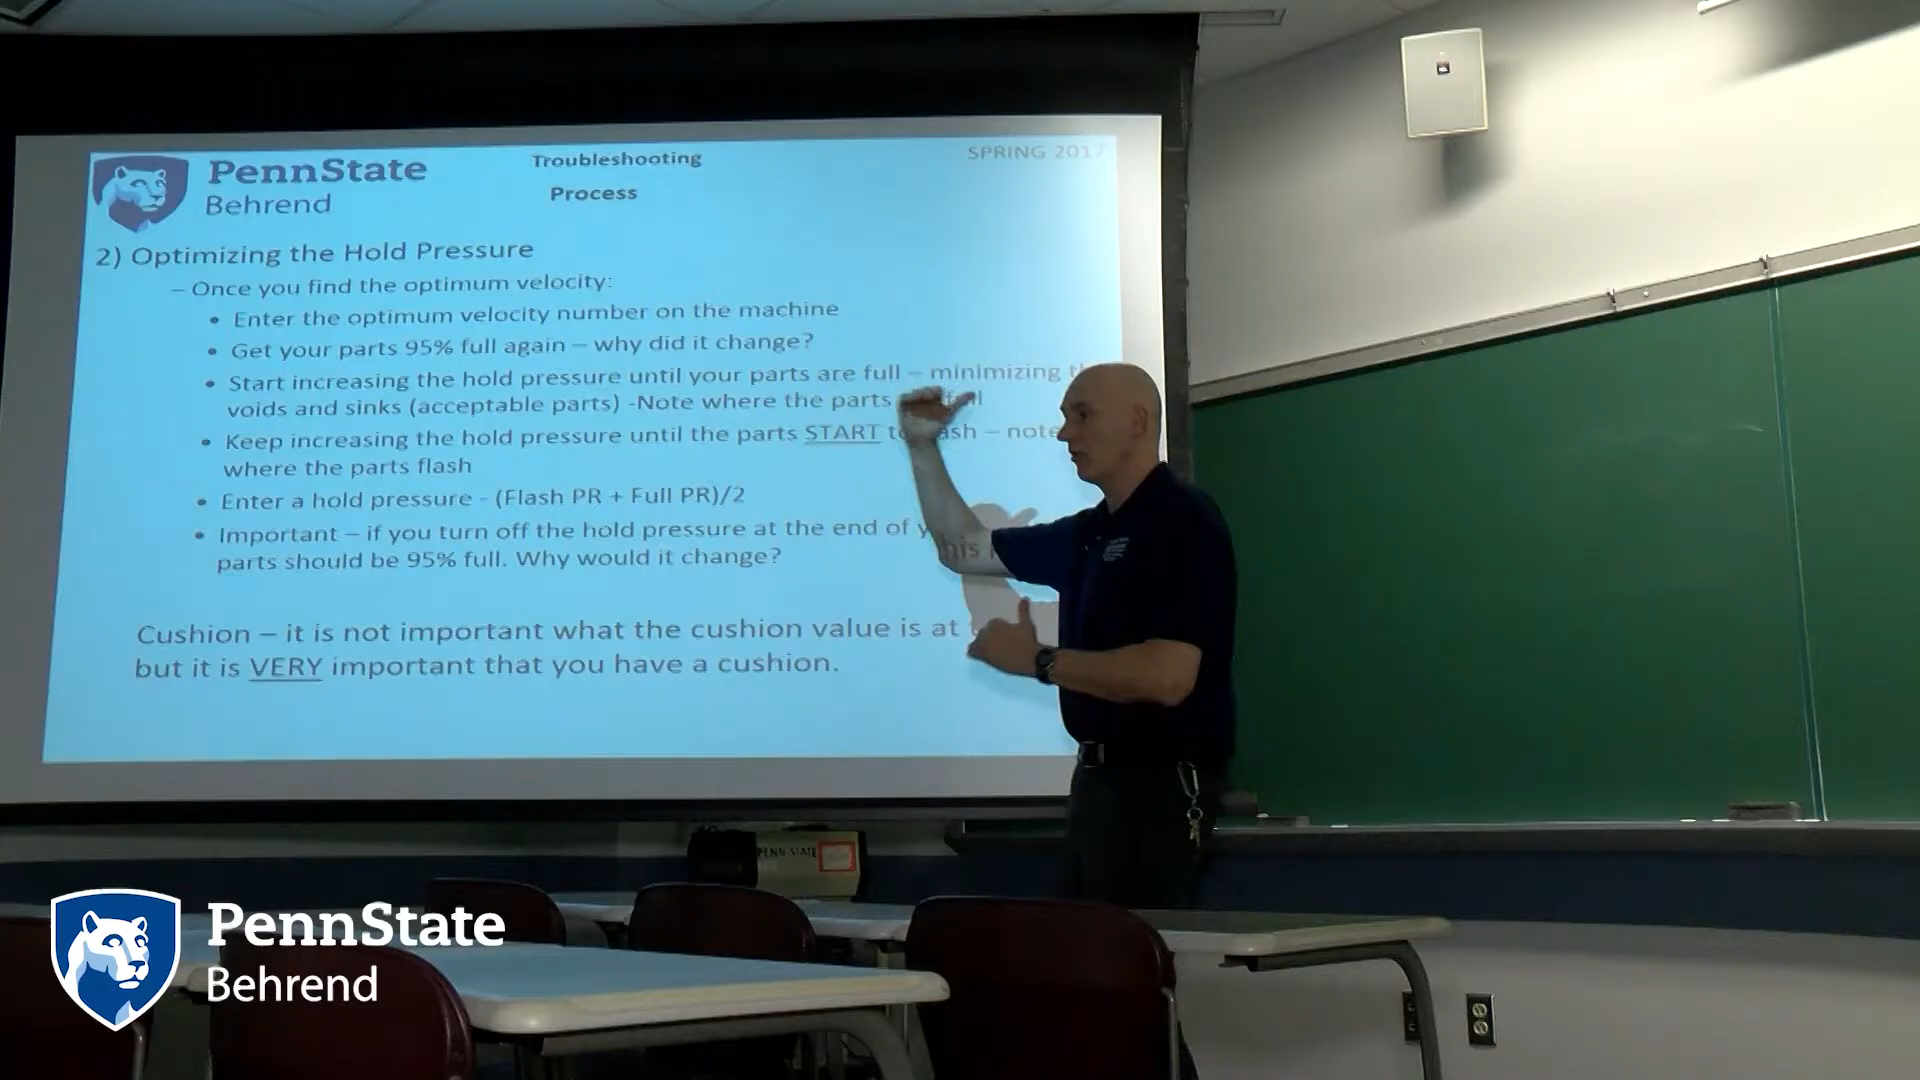 PennState
Behrend
Troubleshooting
Process
SPRING 2017
2) Optimizing the Hold Pressure
– Once you find the optimum velocity:
• Enter the optimum velocity number on the machine
• Get your parts 95% full again – why did it change?
• Start increasing the hold pressure until your parts are full – minimizing
voids and sinks (acceptable parts) -Note where the parts
• Keep increasing the hold pressure until the parts START – note
where the parts flash
• Enter a hold pressure - (Flash PR + Full PR)/2
• Important – if you turn off the hold pressure at the end of
parts should be 95% full. Why would it change?
Cushion – it is not important what the cushion value is at
but it is VERY important that you have a cushion.
PENN STATE
PennState
Behrend